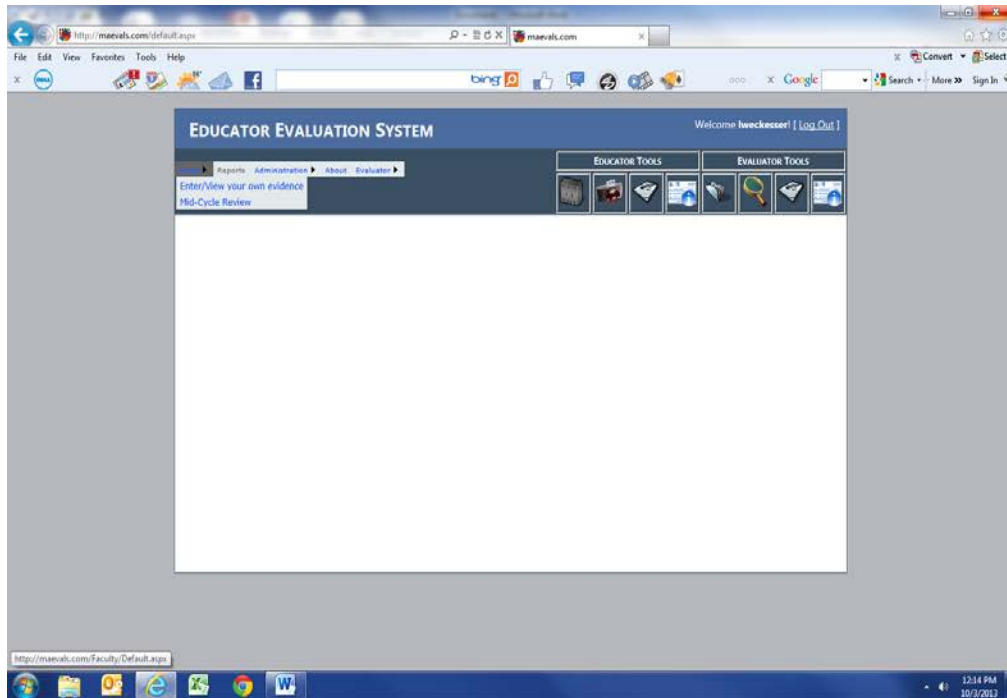 http://maevals.com/default.aspx
maevals.com
File Edit View Favorites Tools Help
Convert Select
DELL bing Google Search More » Sign In
EDUCATOR EVALUATION SYSTEM
Welcome lweckesser! [ Log Out ]
EDUCATOR TOOLS EVALUATOR TOOLS
Reports Administration About Evaluator
Enter/View your own evidence
Mid-Cycle Review
http://maevals.com/Faculty/Default.aspx
12:14 PM
10/3/2013